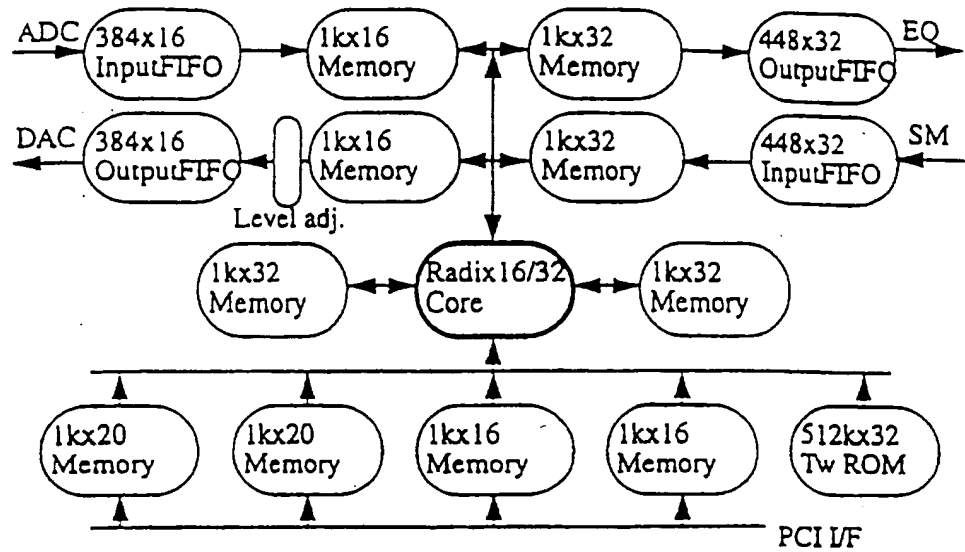 ADC
384x16
InputFIFO
1kx16
Memory
1kx32
Memory
448x32
OutputFIFO
EQ
DAC
384x16
OutputFIFO
Level adj.
1kx16
Memory
1kx32
Memory
448x32
InputFIFO
SM
1kx32
Memory
Radix16/32
Core
1kx32
Memory
1kx20
Memory
1kx20
Memory
1kx16
Memory
1kx16
Memory
512kx32
Tw ROM
PCI I/F